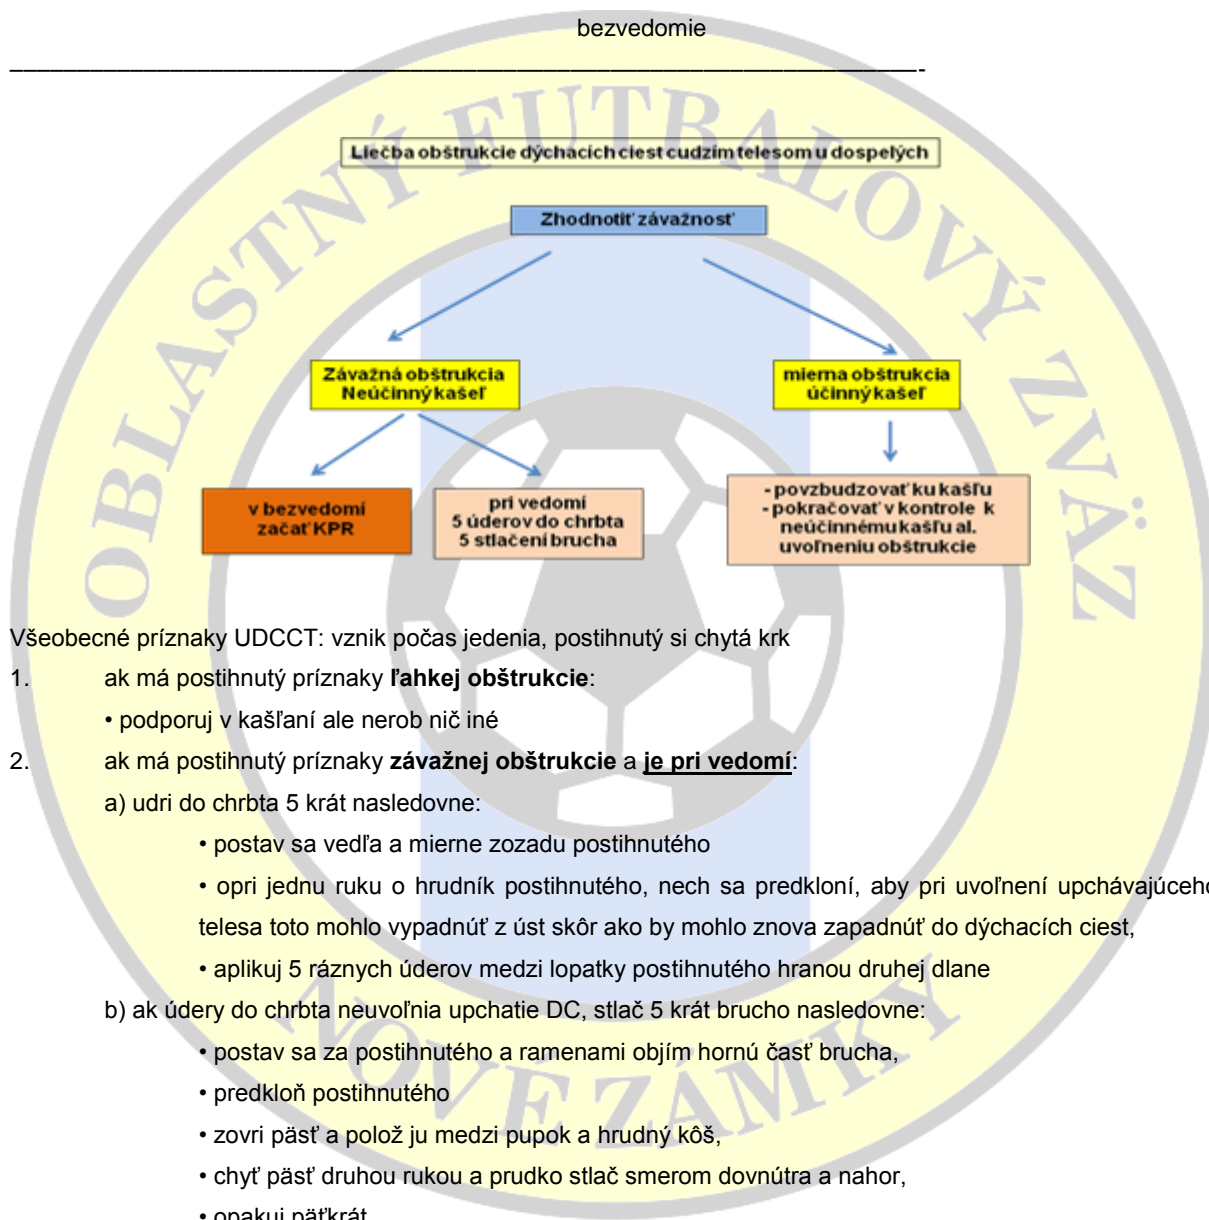 bezvedomie
OBLASTNÝ FUTBALOVÝ ZVÄZ
NOVÉ ZÁMKY
Liečba obštrukcie dýchacích ciest cudzím telesom u dospelých
Zhodnotiť závažnosť
Závažná obštrukcia
Neúčinný kašeľ
mierna obštrukcia
účinný kašeľ
v bezvedomí
začať KPR
pri vedomí
5 úderov do chrbta
5 stlačení brucha
- povzbudzovať ku kašľu
- pokračovať v kontrole k
neúčinnému kašľu al.
uvoľneniu obštrukcie
Všeobecné príznaky UDCCT: vznik počas jedenia, postihnutý si chytá krk
1. ak má postihnutý príznaky ľahkej obštrukcie:
• podporuj v kašľaní ale nerob nič iné
2. ak má postihnutý príznaky závažnej obštrukcie a je pri vedomí:
a) udri do chrbta 5 krát nasledovne:
• postav sa vedľa a mierne zozadu postihnutého
• opri jednu ruku o hrudník postihnutého, nech sa predkloní, aby pri uvoľnení upchávajúceho
telesa toto mohlo vypadnúť z úst skôr ako by mohlo znova zapadnúť do dýchacích ciest,
• aplikuj 5 rázných úderov medzi lopatky postihnutého hranou druhej dlane
b) ak údery do chrbta neuvoľnia upchatie DC, stlač 5 krát brucho nasledovne:
• postav sa za postihnutého a ramenami objím hornú časť brucha,
• predkloň postihnutého
• zovri päsť a polož ju medzi pupok a hrudný kôš,
• chyť päsť druhou rukou a prudko stlač smerom dovnútra a nahor,
• opakuj päťkrát